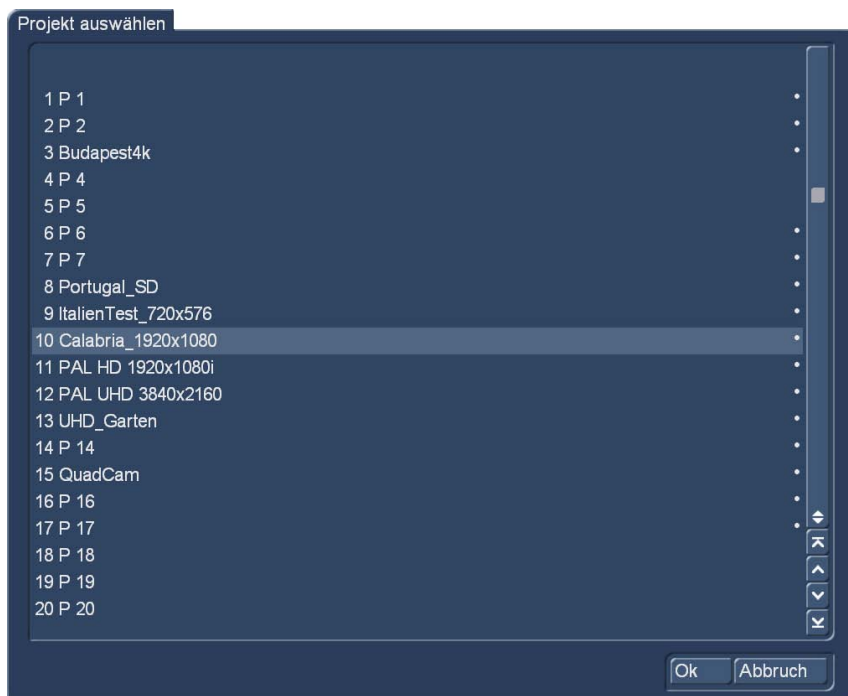 Projekt auswählen
1 P 1
2 P 2
3 Budapest4k
4 P 4
5 P 5
6 P 6
7 P 7
8 Portugal_SD
9 ItalienTest_720x576
10 Calabria_1920x1080
11 PAL HD 1920x1080i
12 PAL UHD 3840x2160
13 UHD_Garten
14 P 14
15 QuadCam
16 P 16
17 P 17
18 P 18
19 P 19
20 P 20
Ok Abbruch